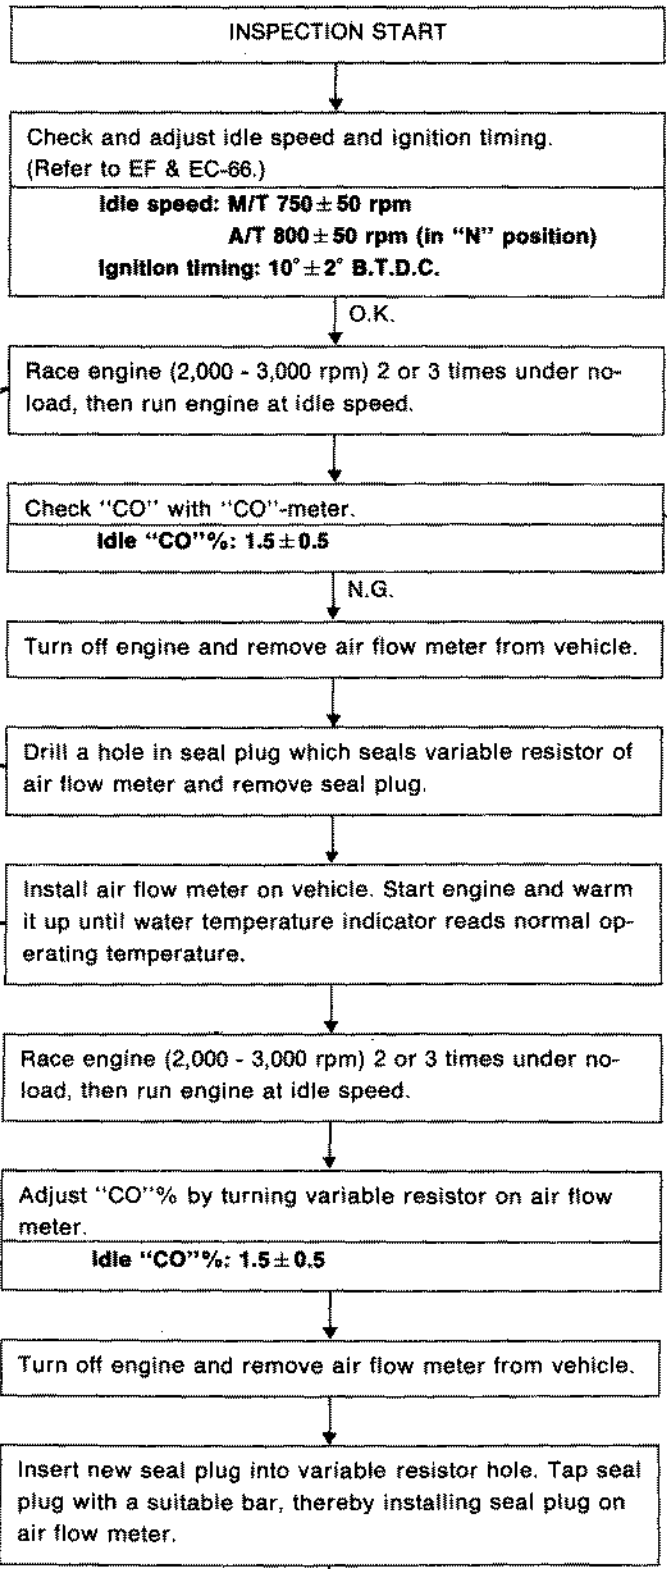 INSPECTION START
Check and adjust idle speed and ignition timing.
(Refer to EF & EC-66.)
Idle speed: M/T 750±50 rpm
A/T 800±50 rpm (in "N" position)
Ignition timing: 10°±2° B.T.D.C.
O.K.
Race engine (2,000 - 3,000 rpm) 2 or 3 times under no-
load, then run engine at idle speed.
Check "CO" with "CO"-meter.
Idle "CO"%: 1.5±0.5
N.G.
Turn off engine and remove air flow meter from vehicle.
Drill a hole in seal plug which seals variable resistor of
air flow meter and remove seal plug.
Install air flow meter on vehicle. Start engine and warm
it up until water temperature indicator reads normal op-
erating temperature.
Race engine (2,000 - 3,000 rpm) 2 or 3 times under no-
load, then run engine at idle speed.
Adjust "CO"% by turning variable resistor on air flow
meter.
Idle "CO"%: 1.5±0.5
Turn off engine and remove air flow meter from vehicle.
Insert new seal plug into variable resistor hole. Tap seal
plug with a suitable bar, thereby installing seal plug on
air flow meter.